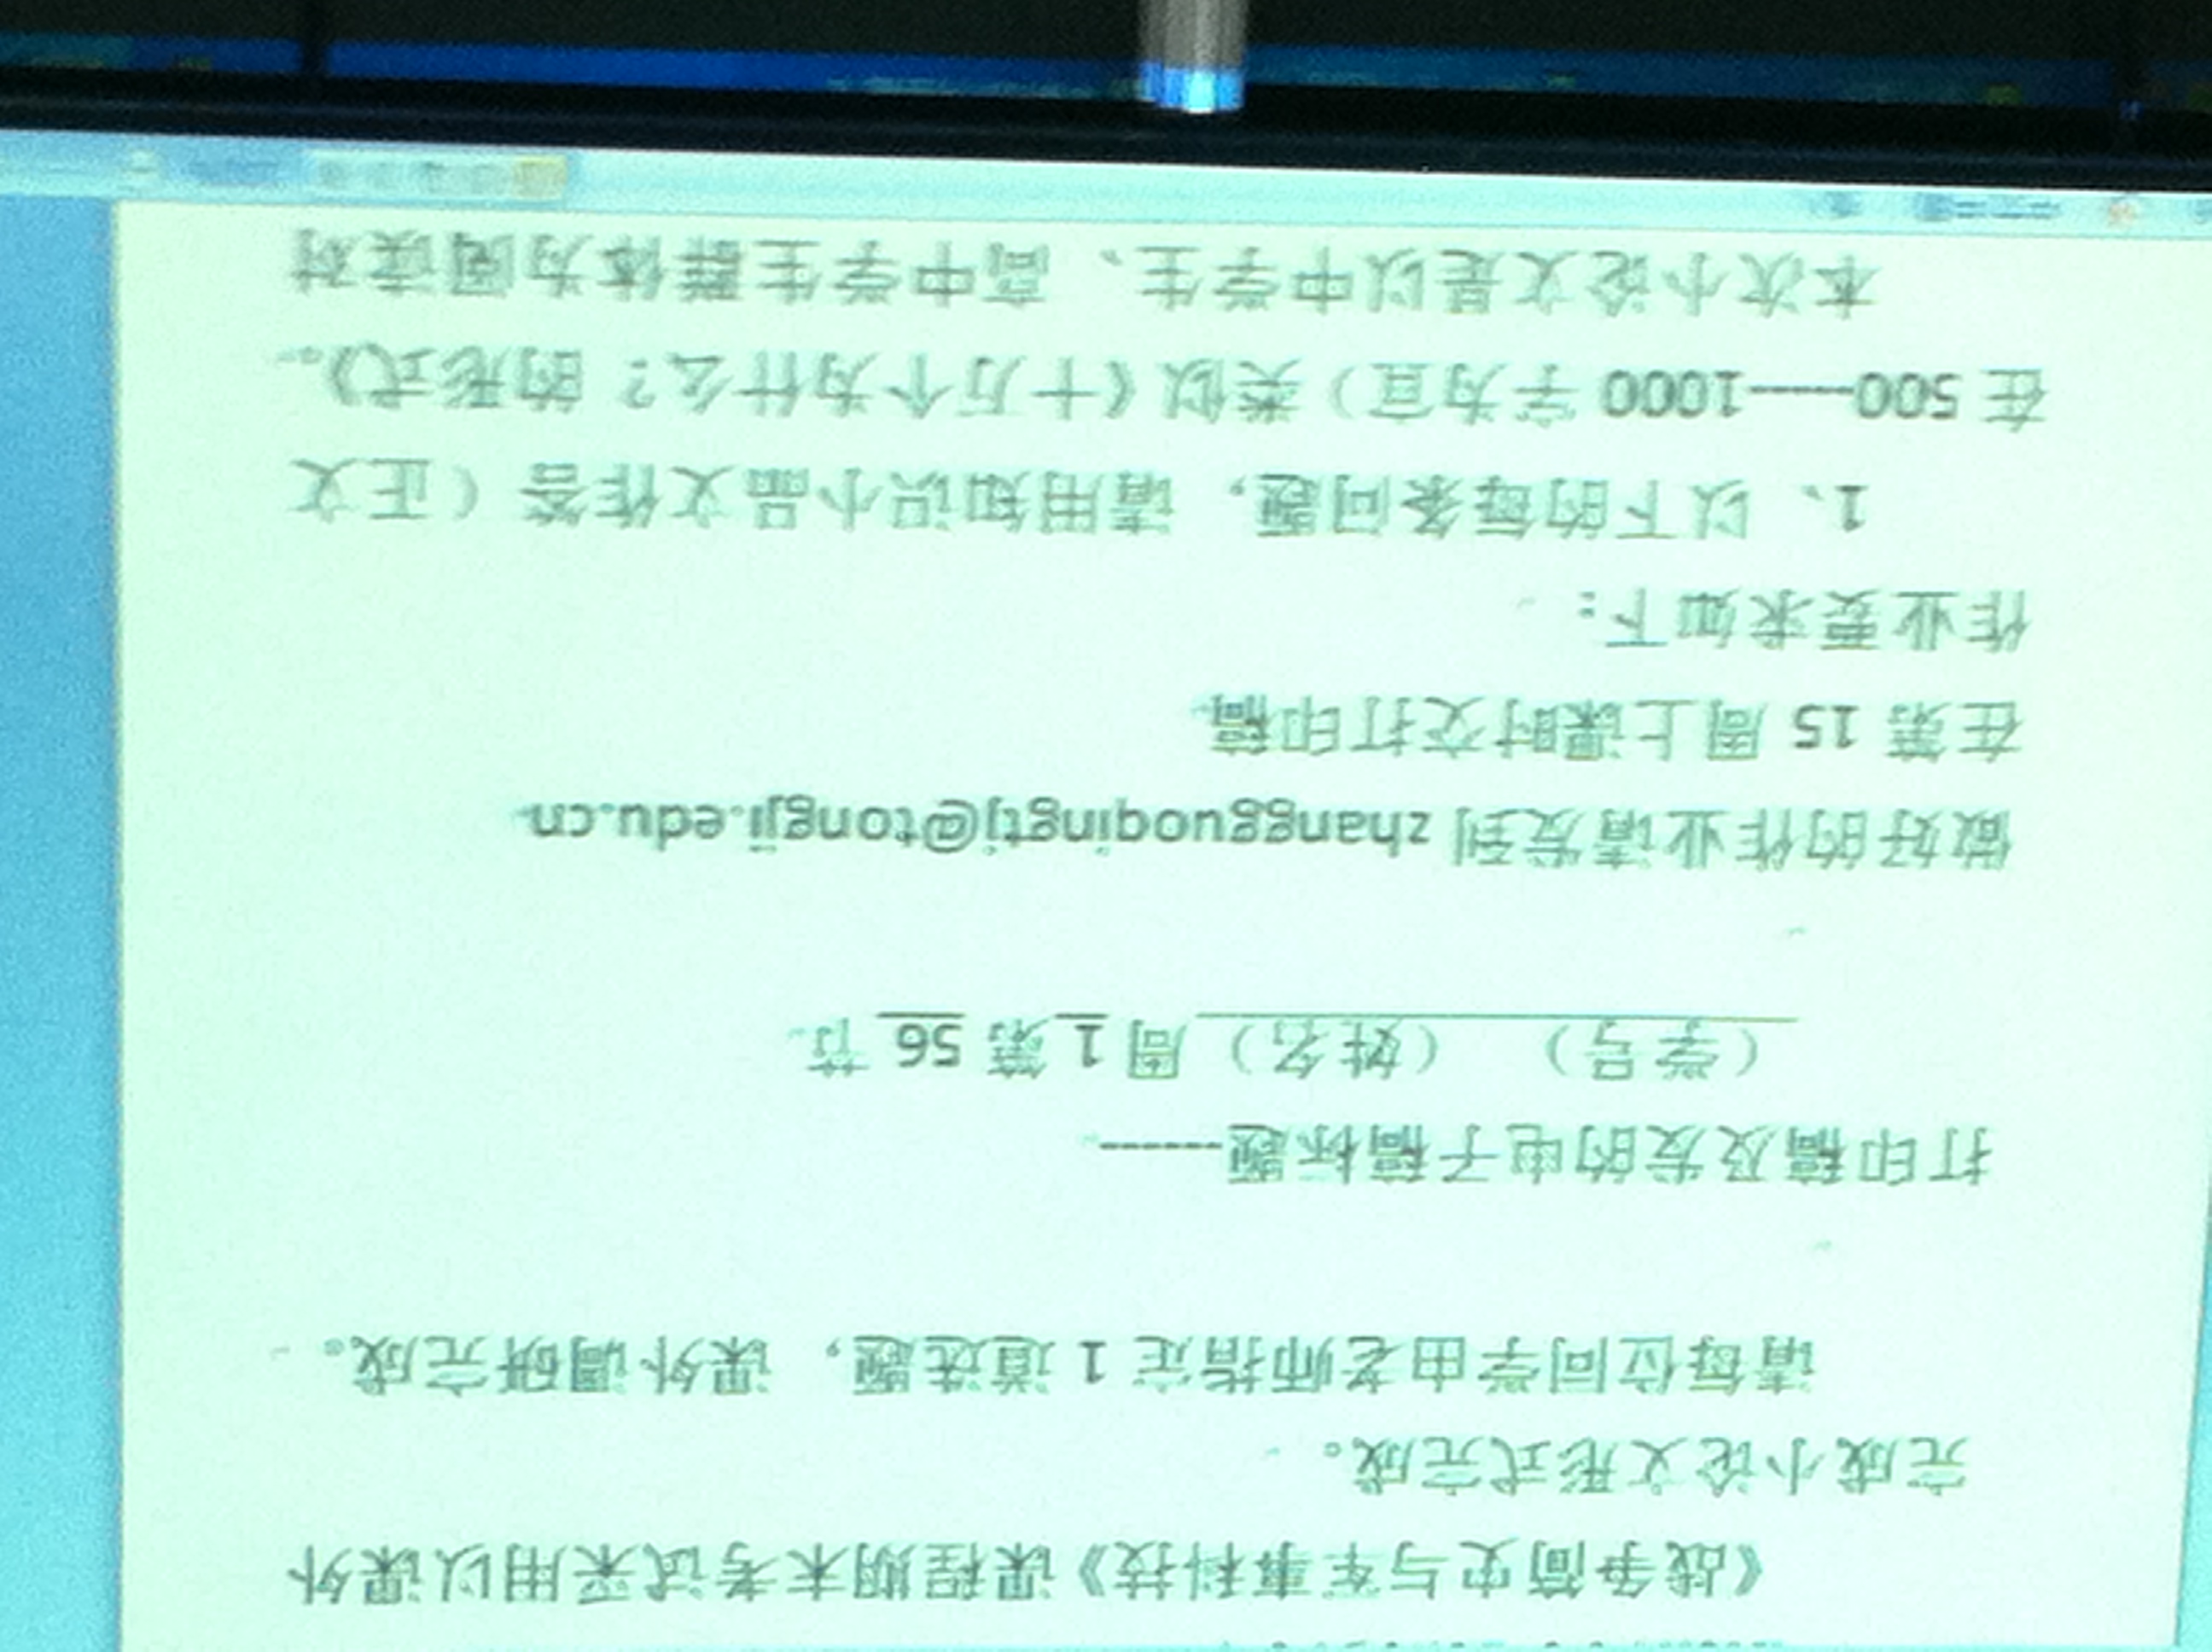 《战争简史与军事科技》课程期末考试采用以课外
完成小论文形式完成。
请每位同学由老师指定 1 道选题，课外调研完成。
打印稿及发的电子稿标题------
（学号） （姓名）周 1 第 56 节
做好的作业请发到 zhangguoqingtj@tongji.edu.cn
在第 15 周上课时交打印稿
作业要求如下：
1、以下的每条问题，请用知识小品文作答（正文
在 500-----1000 字为宜）类似《十万个为什么？的形式》。
本次小论文是以中学生、高中学生群体为阅读对